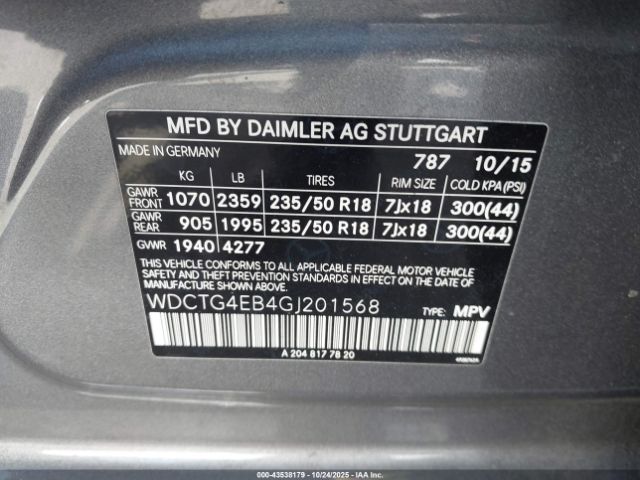 MFD BY DAIMLER AG STUTTGART
MADE IN GERMANY 787 10/15
KG LB TIRES RIM SIZE COLD KPA (PSI)
GAWR FRONT 1070 2359 235/50 R18 7Jx18 300(44)
GAWR REAR 905 1995 235/50 R18 7Jx18 300(44)
GVWR 1940 4277
THIS VEHICLE CONFORMS TO ALL APPLICABLE FEDERAL MOTOR VEHICLE
SAFETY AND THEFT PREVENTION STANDARDS IN EFFECT ON THE DATE
OF MANUFACTURE SHOWN ABOVE.
WDCTG4EB4GJ201568 TYPE: MPV
A 204 817 78 20
© IAA 43538179 - 10/24/2025 - IAAI.COM